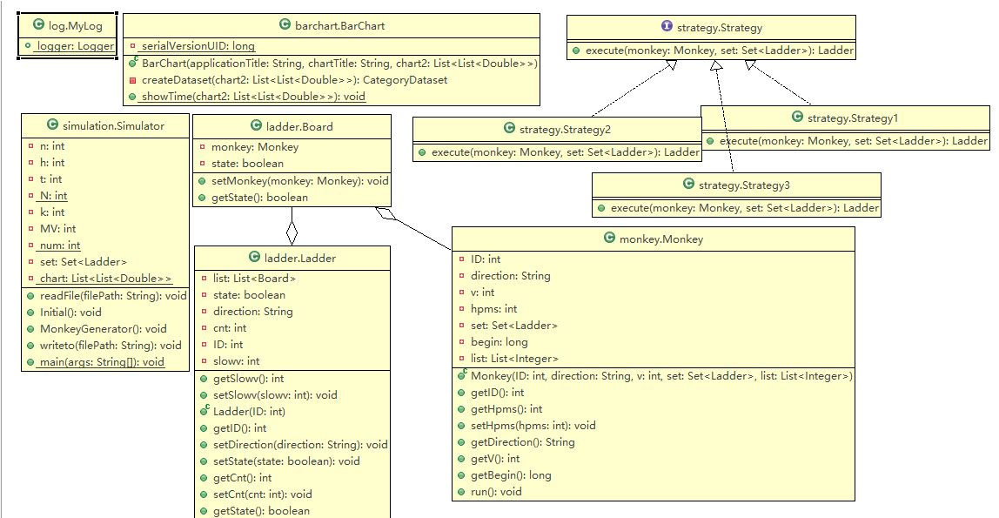 log.MyLog
logger: Logger
barchart.BarChart
serialVersionUID: long
BarChart(applicationTitle: String, chartTitle: String, chart2: List<List<Double>>)
createDataset(chart2: List<List<Double>>): CategoryDataset
showTime(chart2: List<List<Double>>): void
strategy.Strategy
execute(monkey: Monkey, set: Set<Ladder>): Ladder
simulation.Simulator
n: int
h: int
t: int
N: int
k: int
MV: int
num: int
set: Set<Ladder>
chart: List<List<Double>>
readFile(filePath: String): void
Initial(): void
MonkeyGenerator(): void
writeto(filePath: String): void
main(args: String[]): void
ladder.Board
monkey: Monkey
state: boolean
setMonkey(monkey: Monkey): void
getState(): boolean
strategy.Strategy2
execute(monkey: Monkey, set: Set<Ladder>): Ladder
strategy.Strategy1
execute(monkey: Monkey, set: Set<Ladder>): Ladder
strategy.Strategy3
execute(monkey: Monkey, set: Set<Ladder>): Ladder
ladder.Ladder
list: List<Board>
state: boolean
direction: String
cnt: int
ID: int
slowv: int
getSlowv(): int
setSlowv(slowv: int): void
Ladder(ID: int)
getID(): int
setDirection(direction: String): void
setState(state: boolean): void
getCnt(): int
setCnt(cnt: int): void
getState(): boolean
monkey.Monkey
ID: int
direction: String
v: int
hpms: int
set: Set<Ladder>
begin: long
list: List<Integer>
Monkey(ID: int, direction: String, v: int, set: Set<Ladder>, list: List<Integer>)
getID(): int
getHpms(): int
setHpms(hpms: int): void
getDirection(): String
getV(): int
getBegin(): long
run(): void